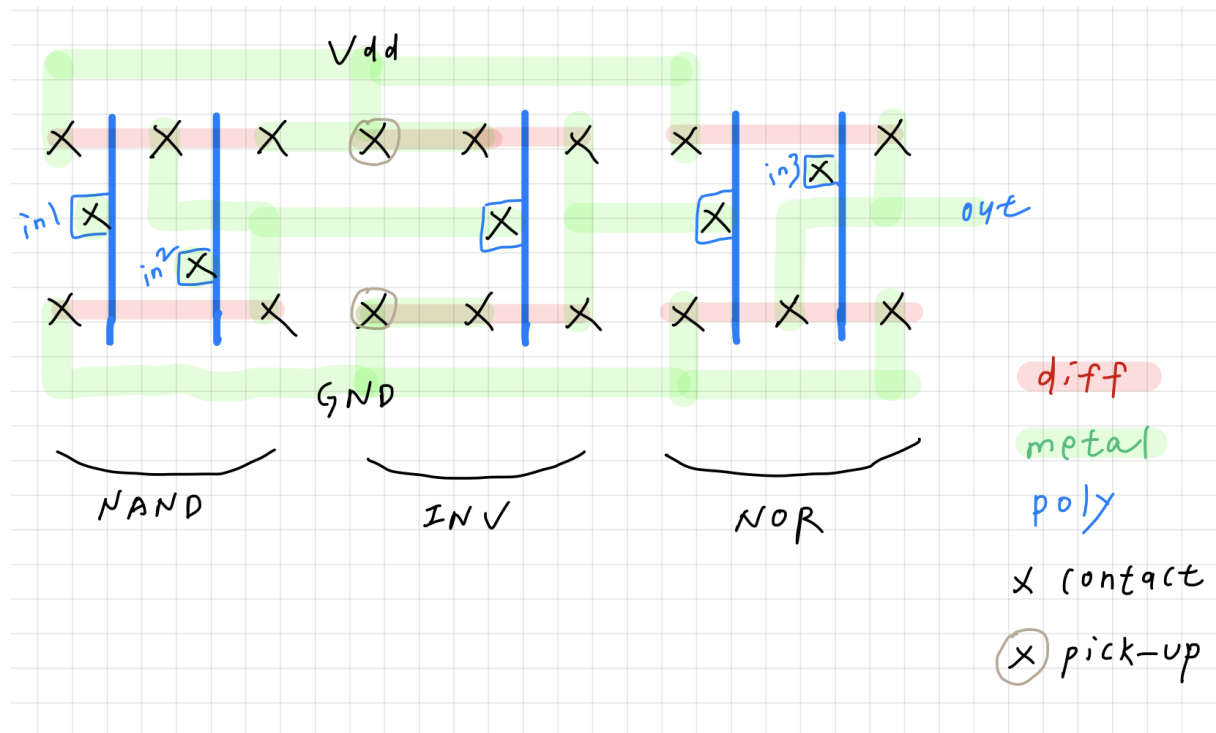 Vdd
in1
in2
in3
out
GND
NAND
INV
NOR
diff
metal
poly
x contact
x pick-up